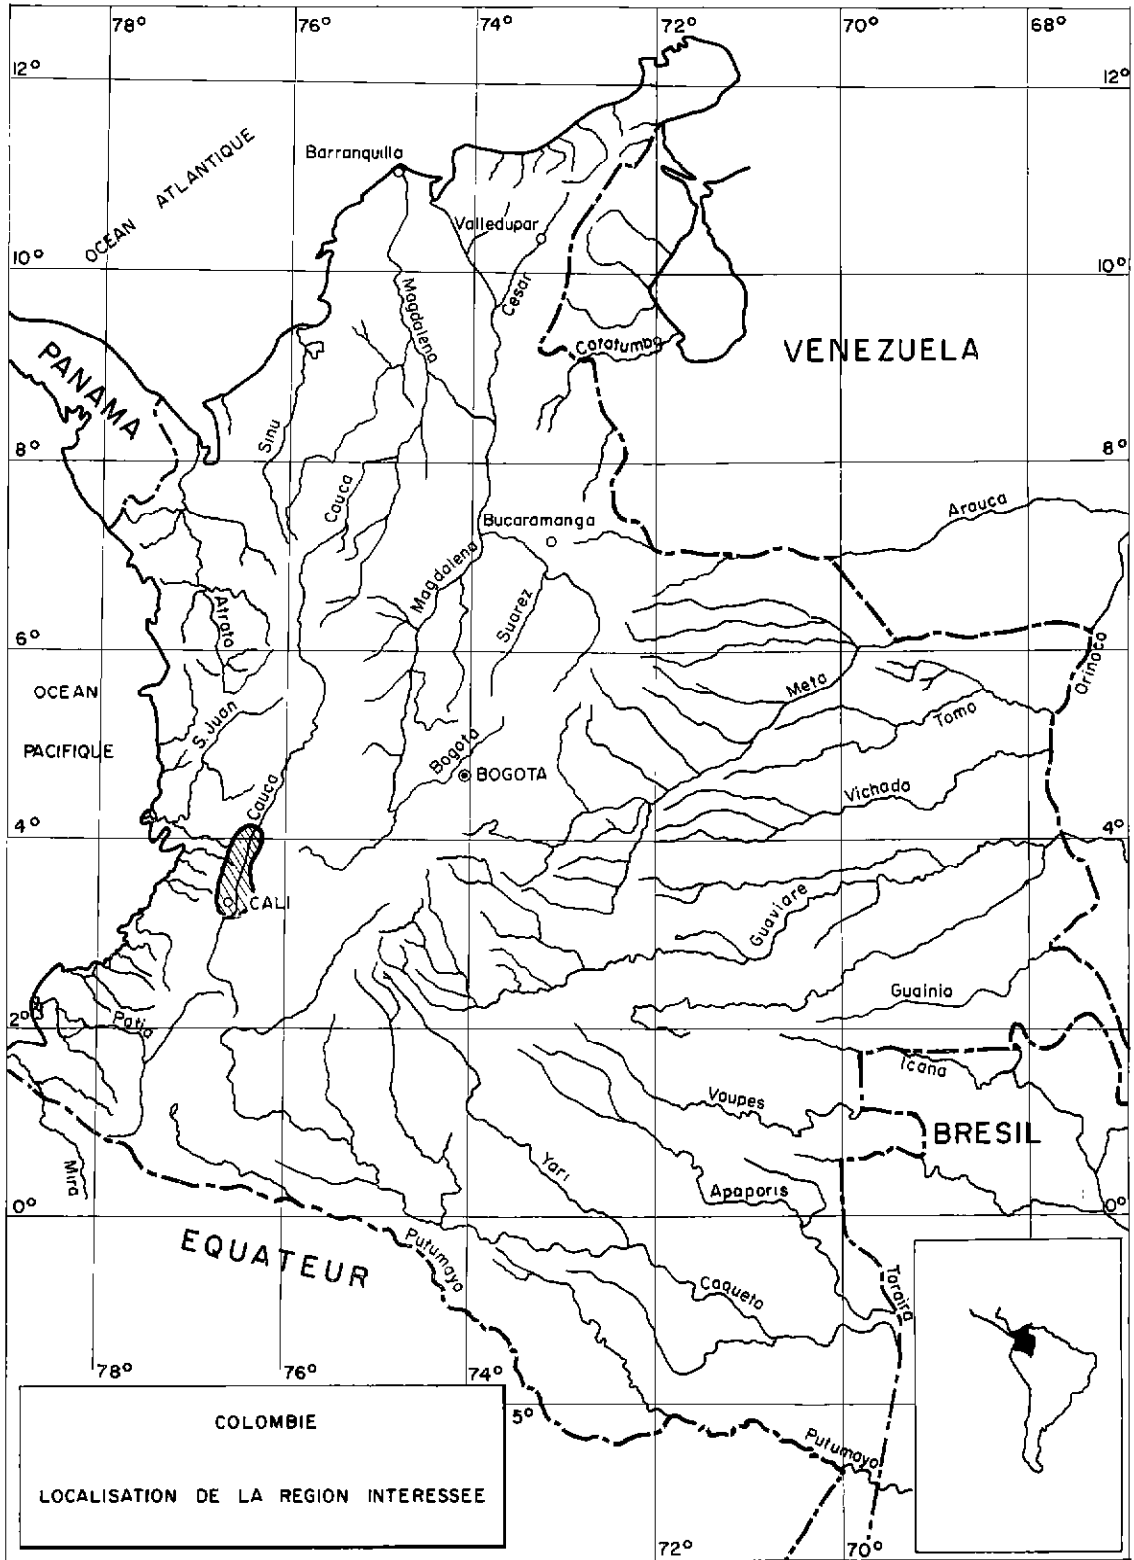 78° 76° 74° 72° 70° 68°
12° 12°
Barranquilla
OCEAN ATLANTIQUE
Valledupar
10° 10°
Magdalena
Cesar
Catatumbo
VENEZUELA
PANAMA
Sinu
8° 8°
Cauca
Bucaramanga
Arauca
Magdalena
Suarez
Atrato
6° 6°
Orinoco
OCEAN
PACIFIQUE
Meta
Tomo
S. Juan
Bogota
BOGOTA
Vichada
Cauca
4° 4°
CALI
Guaviare
Guainia
Patia
2° 2°
Icana
Vaupes
BRESIL
Mira
Yari
Apaporis
0° 0°
EQUATEUR
Putumayo
Caqueta
Taraira
78° 76° 74°
5°
Putumayo
COLOMBIE
LOCALISATION DE LA REGION INTERESSEE
72° 70°